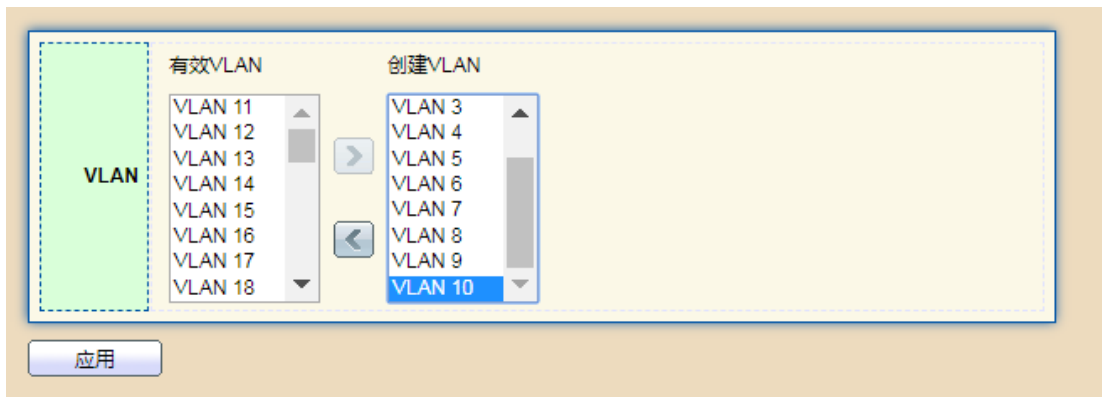 有效VLAN
创建VLAN
VLAN
VLAN 11
VLAN 12
VLAN 13
VLAN 14
VLAN 15
VLAN 16
VLAN 17
VLAN 18
VLAN 3
VLAN 4
VLAN 5
VLAN 6
VLAN 7
VLAN 8
VLAN 9
VLAN 10
应用